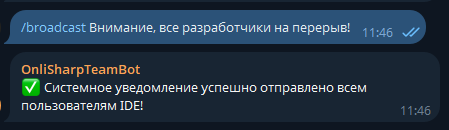 /broadcast Внимание, все разработчики на перерыв!
11:46
OnliSharpTeamBot
✅ Системное уведомление успешно отправлено всем
пользователям IDE!
11:46